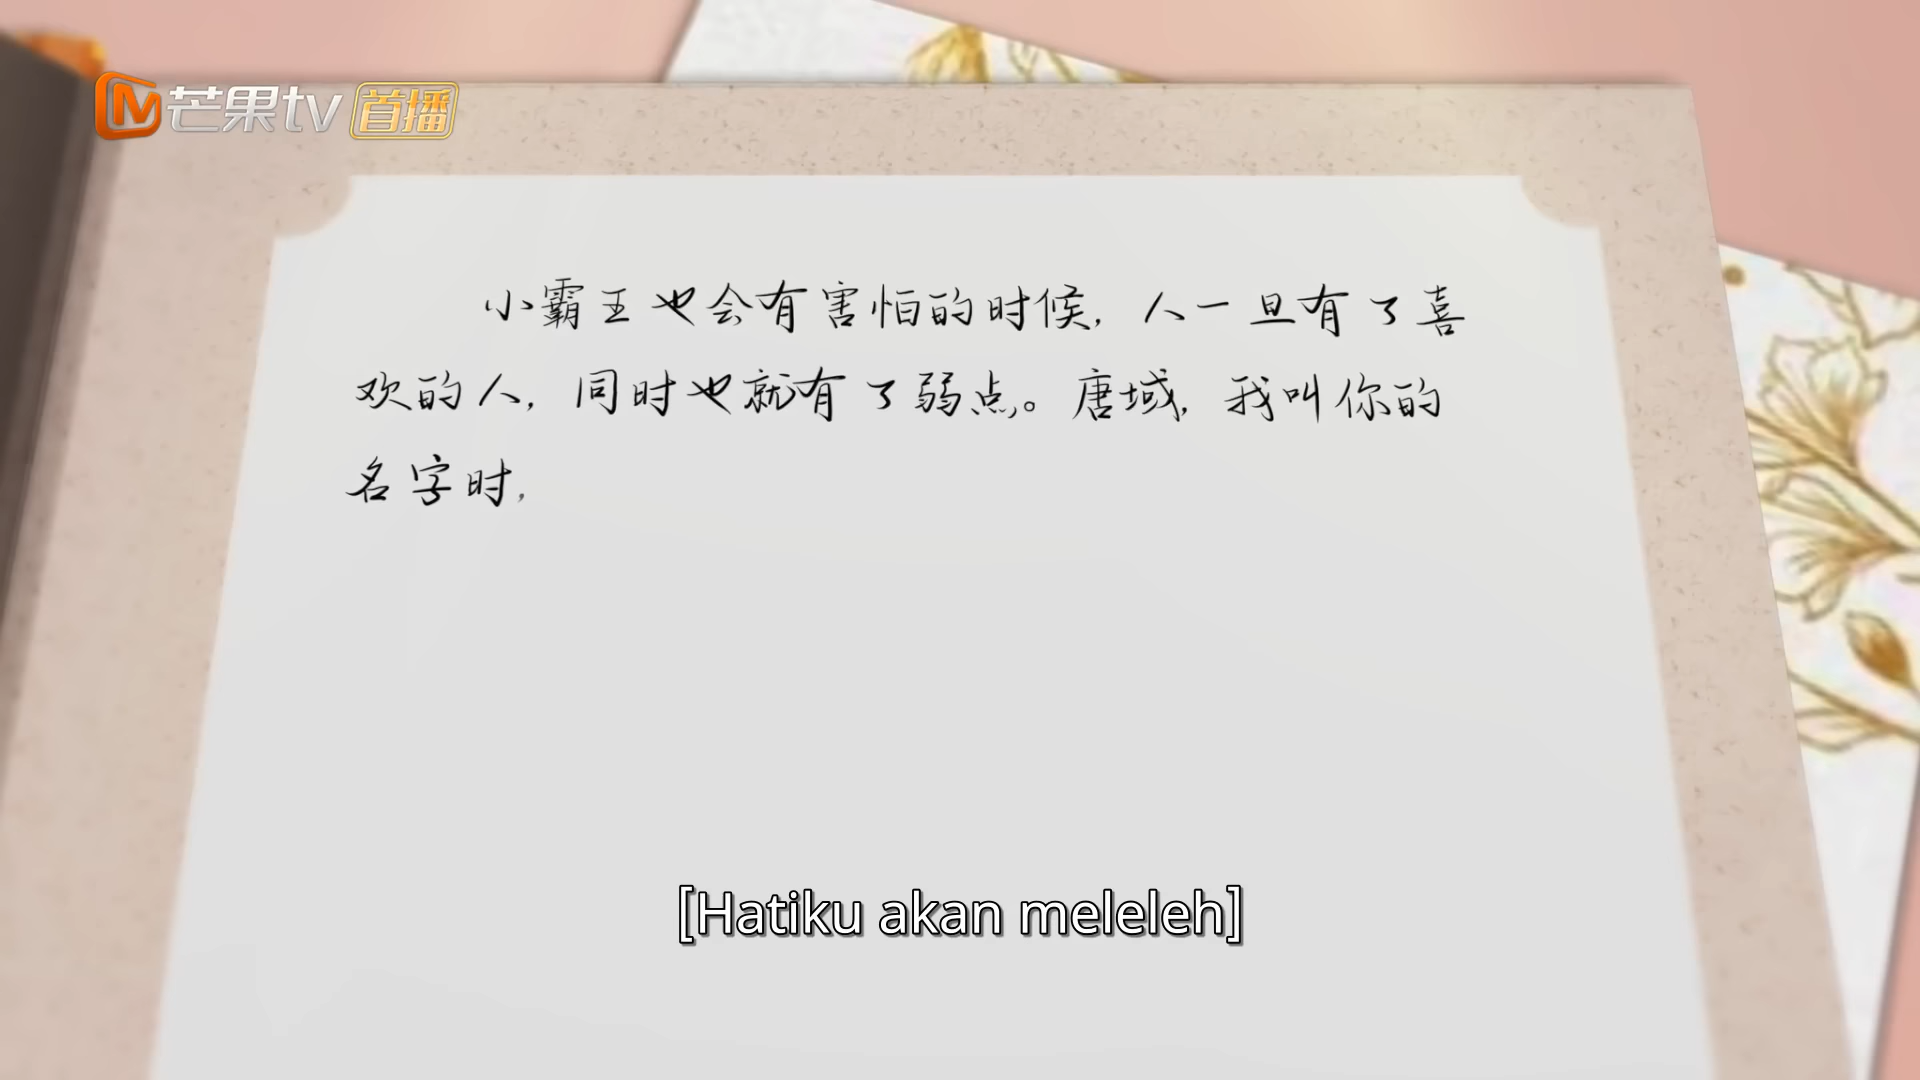 芒果tv 首播
小霸王也会有害怕的时候，人一旦有了喜
欢的人，同时也就有了弱点。唐域，我叫你的
名字时，
[Hatiku akan meleleh]